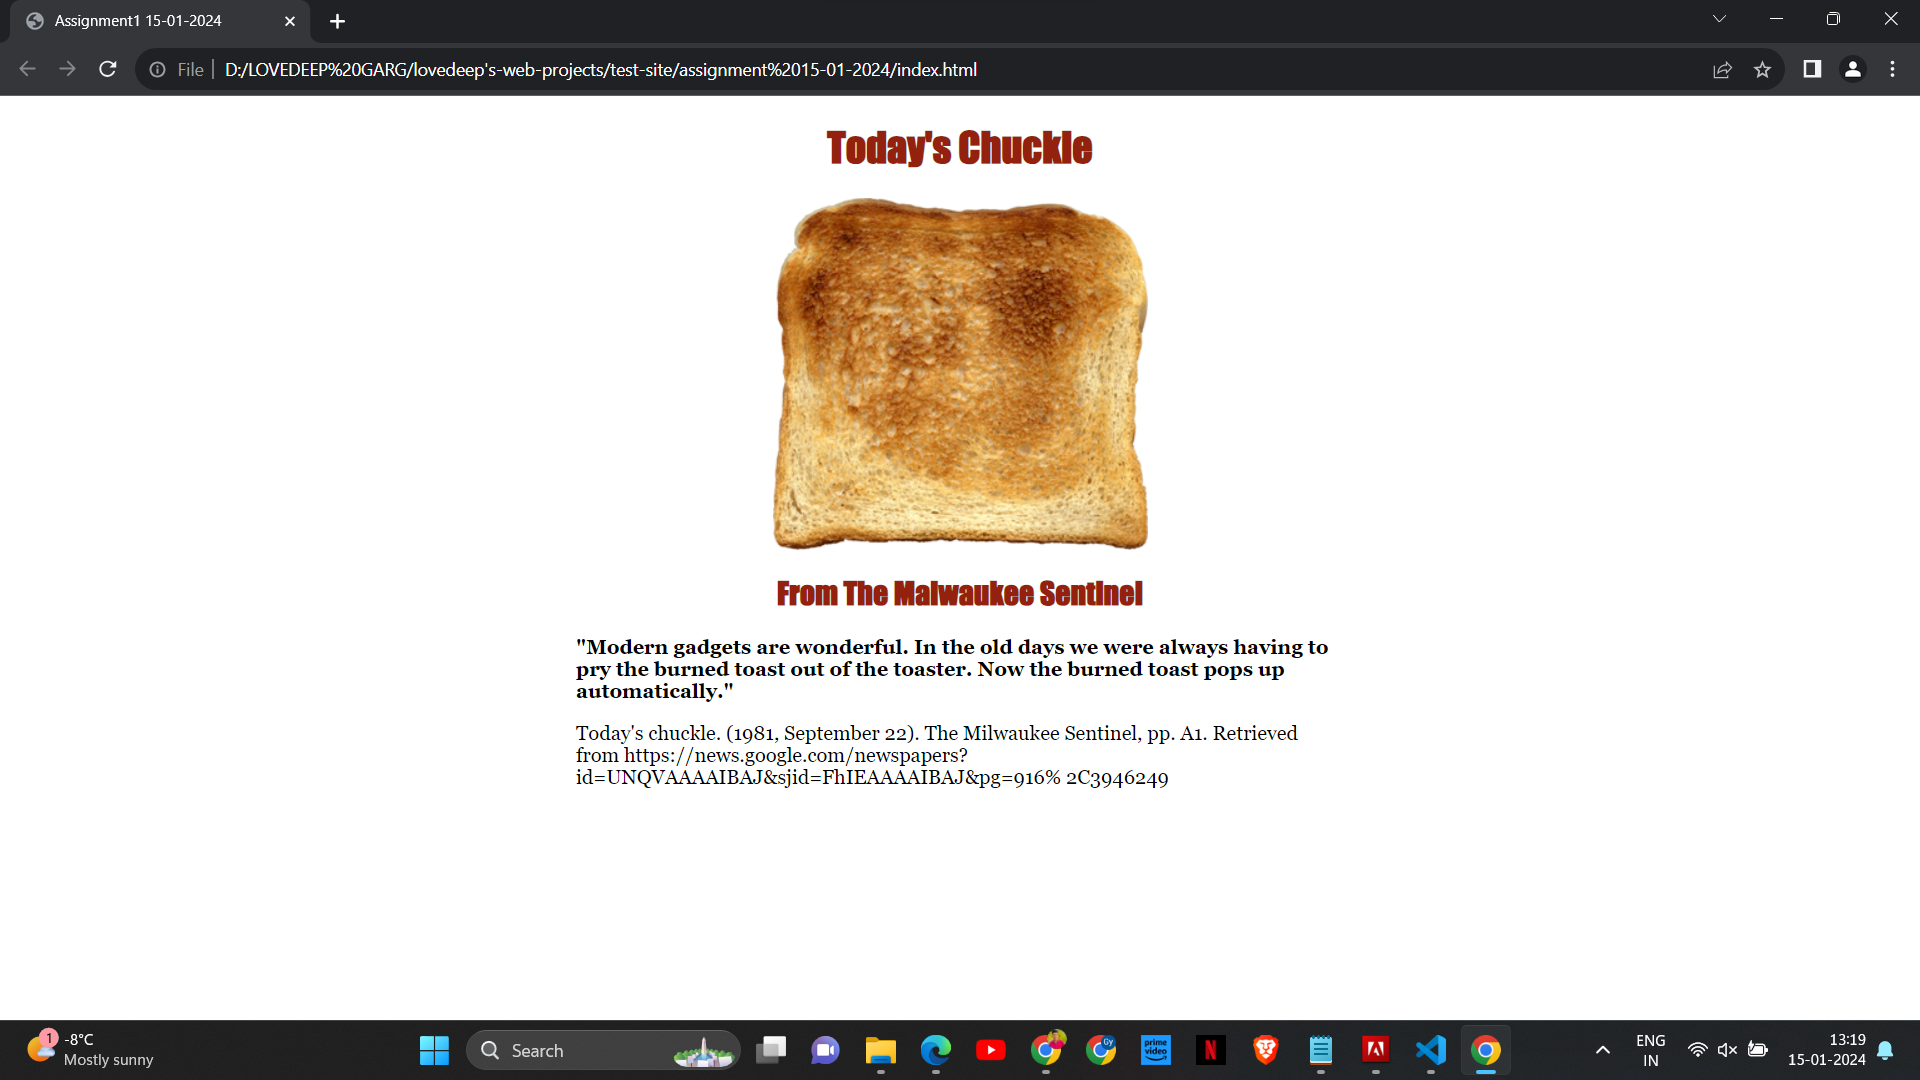 Assignment1 15-01-2024
File D:/LOVEDEEP%20GARG/lovedeep's-web-projects/test-site/assignment%2015-01-2024/index.html
Today's Chuckle
From The Malwaukee Sentinel
"Modern gadgets are wonderful. In the old days we were always having to
pry the burned toast out of the toaster. Now the burned toast pops up
automatically."
Today's chuckle. (1981, September 22). The Milwaukee Sentinel, pp. A1. Retrieved
from https://news.google.com/newspapers?
id=UNQVAAAAIBAJ&sjid=FhIEAAAAIBAJ&pg=916% 2C3946249
1
-8°C
Mostly sunny
Search
Gy
prime
video
N
ENG
IN
13:19
15-01-2024